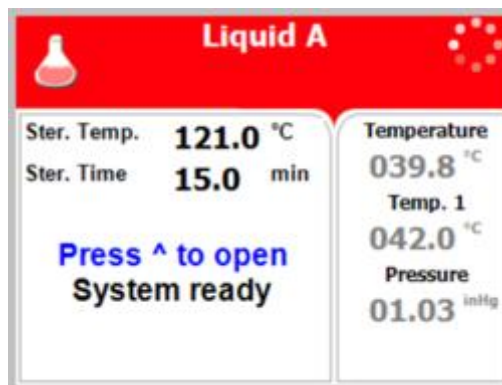 Liquid A
Ster. Temp. 121.0 °C
Ster. Time 15.0 min
Press ^ to open
System ready
Temperature
039.8 °C
Temp. 1
042.0 °C
Pressure
01.03 inHg